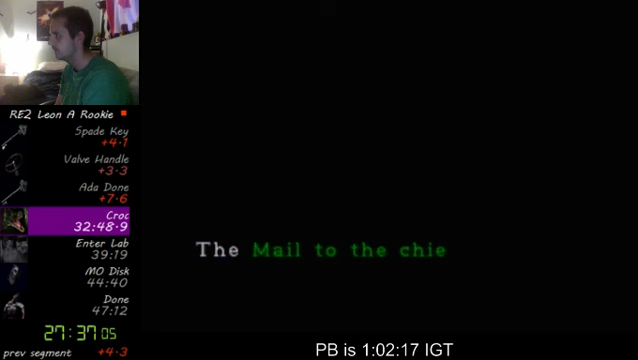 RE2 Leon A Rookie
Spade Key
+4.1
Valve Handle
+3.3
Ada Done
+7.6
Croc
32:48.9
Enter Lab
39:19
MO Disk
44:40
Done
47:12
27:37 05
prev segment +4.3
The Mail to the chie
PB is 1:02:17 IGT